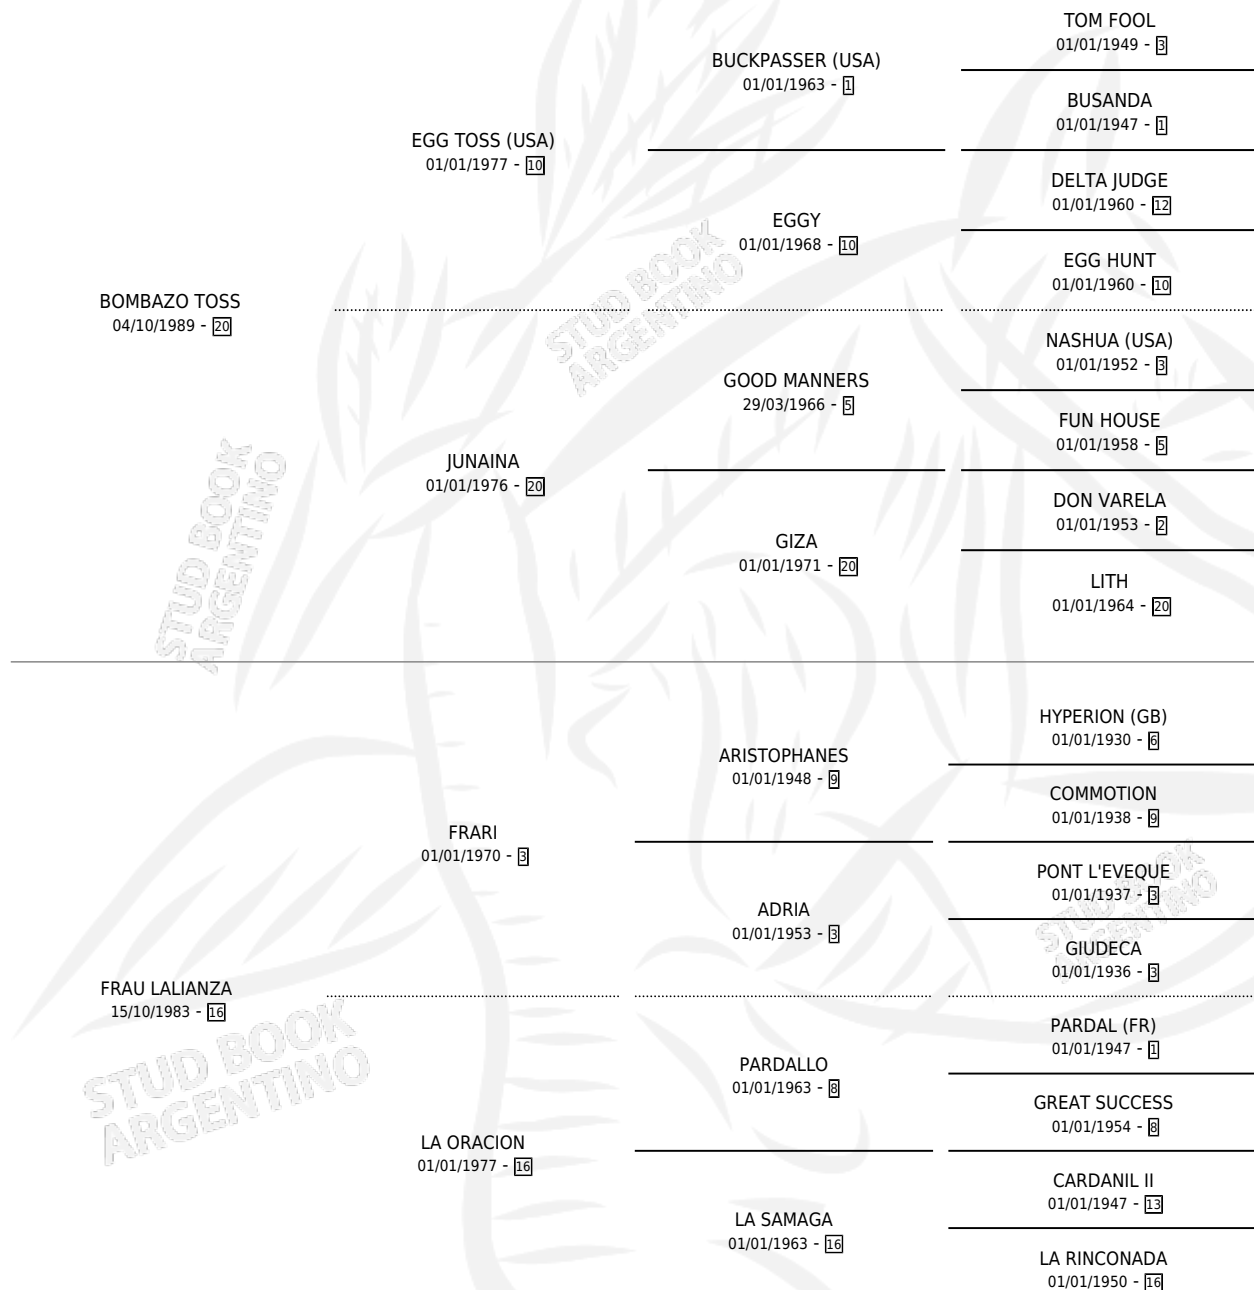 TOM FOOL
01/01/1949 - 3
BUCKPASSER (USA)
01/01/1963 - 1
BUSANDA
01/01/1947 - 1
EGG TOSS (USA)
01/01/1977 - 10
DELTA JUDGE
01/01/1960 - 12
EGGY
01/01/1968 - 10
EGG HUNT
01/01/1960 - 10
BOMBAZO TOSS
04/10/1989 - 20
NASHUA (USA)
01/01/1952 - 3
GOOD MANNERS
29/03/1966 - 5
FUN HOUSE
01/01/1958 - 5
JUNAINA
01/01/1976 - 20
DON VARELA
01/01/1953 - 2
GIZA
01/01/1971 - 20
LITH
01/01/1964 - 20
HYPERION (GB)
01/01/1930 - 6
ARISTOPHANES
01/01/1948 - 9
COMMOTION
01/01/1938 - 9
FRARI
01/01/1970 - 3
PONT L'EVEQUE
01/01/1937 - 3
ADRIA
01/01/1953 - 3
GIUDECA
01/01/1936 - 3
FRAU LALIANZA
15/10/1983 - 16
PARDAL (FR)
01/01/1947 - 1
PARDALLO
01/01/1963 - 8
GREAT SUCCESS
01/01/1954 - 8
LA ORACION
01/01/1977 - 16
CARDANIL II
01/01/1947 - 13
LA SAMAGA
01/01/1963 - 16
LA RINCONADA
01/01/1950 - 16
STUD BOOK
ARGENTINO
STUD BOOK
ARGENTINO
STUD BOOK
ARGENTINO
STUD BOOK
ARGENTINO